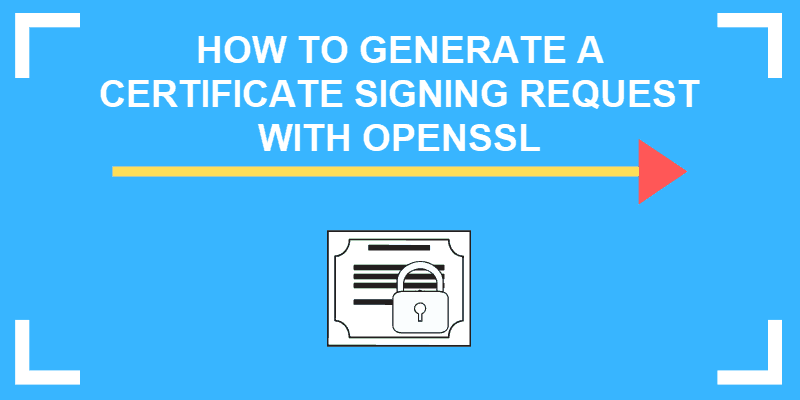 HOW TO GENERATE A
CERTIFICATE SIGNING REQUEST
WITH OPENSSL